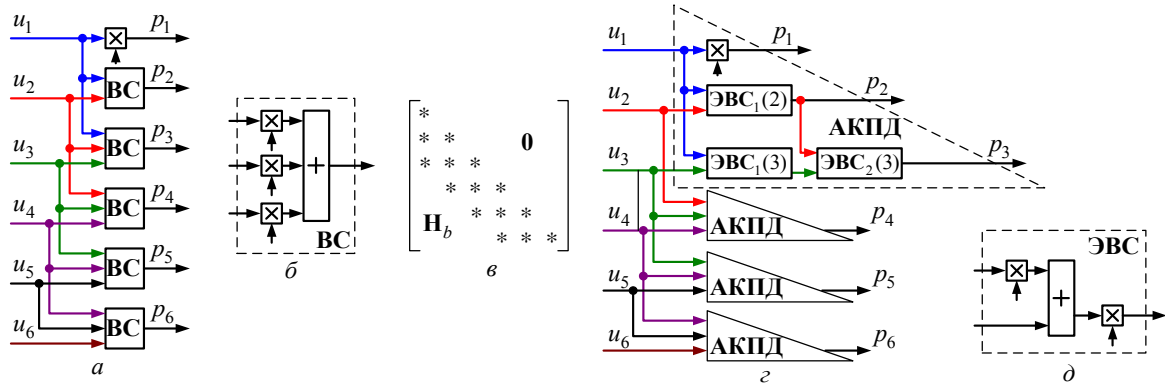 u1 p1
u2 ВС p2
u3 ВС p3
u4 ВС p4
u5 ВС p5
u6 ВС p6
а
+
ВС
б
*
* * 0
* * *
* * *
Hb * * *
* * *
в
u1 p1
u2 ЭВС1(2) p2
АКПД
u3 ЭВС1(3) ЭВС2(3) p3
u4 АКПД p4
u5 АКПД p5
u6 АКПД p6
г
ЭВС
+
д